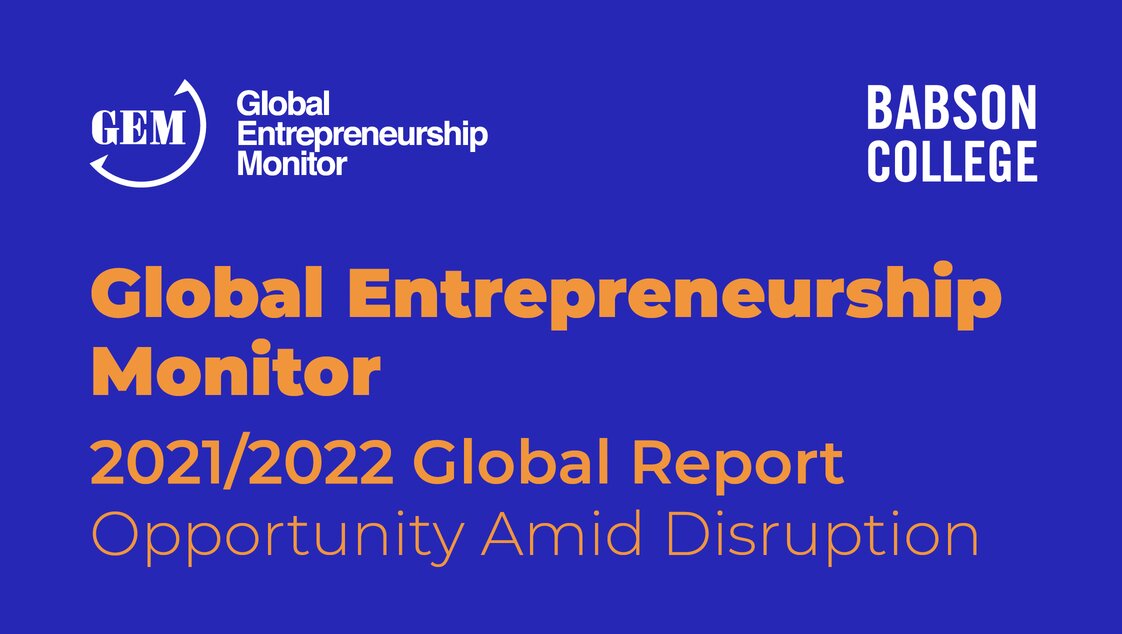 GEM
Global
Entrepreneurship
Monitor
BABSON
COLLEGE
Global Entrepreneurship
Monitor
2021/2022 Global Report
Opportunity Amid Disruption